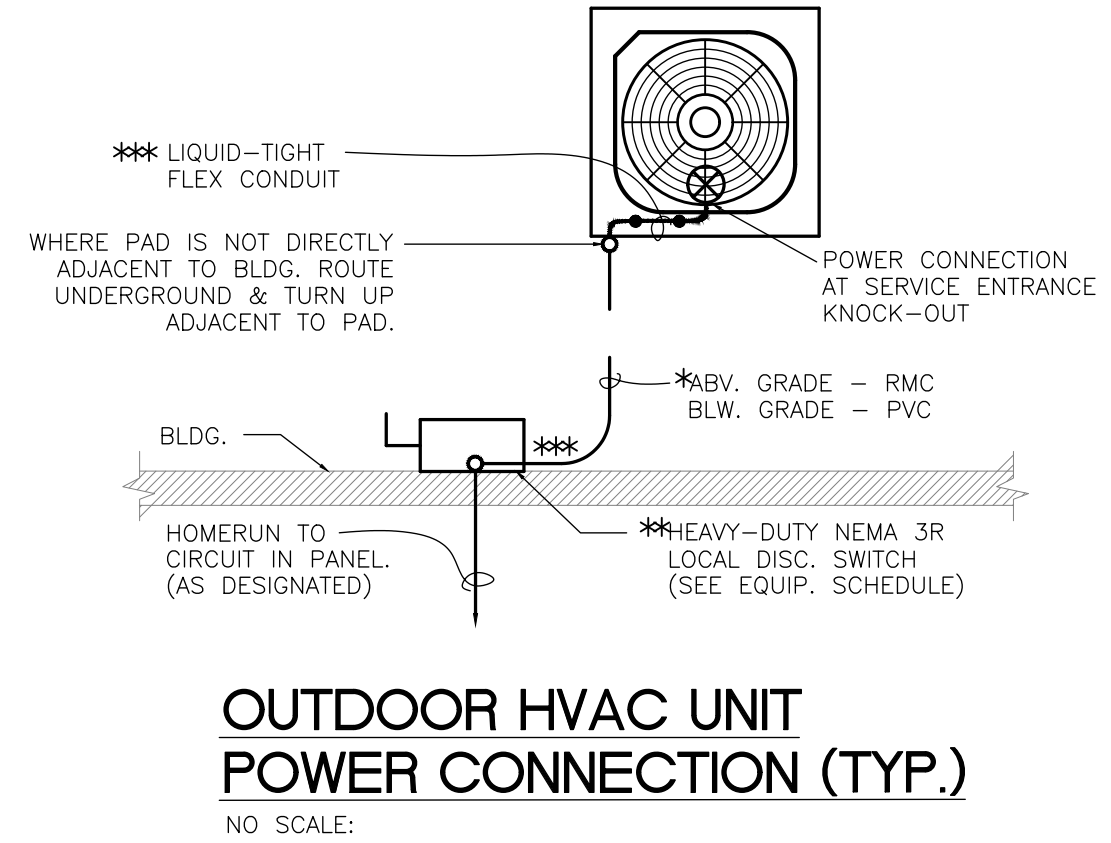 *** LIQUID-TIGHT
FLEX CONDUIT
WHERE PAD IS NOT DIRECTLY
ADJACENT TO BLDG. ROUTE
UNDERGROUND & TURN UP
ADJACENT TO PAD.
POWER CONNECTION
AT SERVICE ENTRANCE
KNOCK-OUT
*ABV. GRADE - RMC
BLW. GRADE - PVC
BLDG.
***
HOMERUN TO
CIRCUIT IN PANEL.
(AS DESIGNATED)
**HEAVY-DUTY NEMA 3R
LOCAL DISC. SWITCH
(SEE EQUIP. SCHEDULE)
OUTDOOR HVAC UNIT
POWER CONNECTION (TYP.)
NO SCALE: